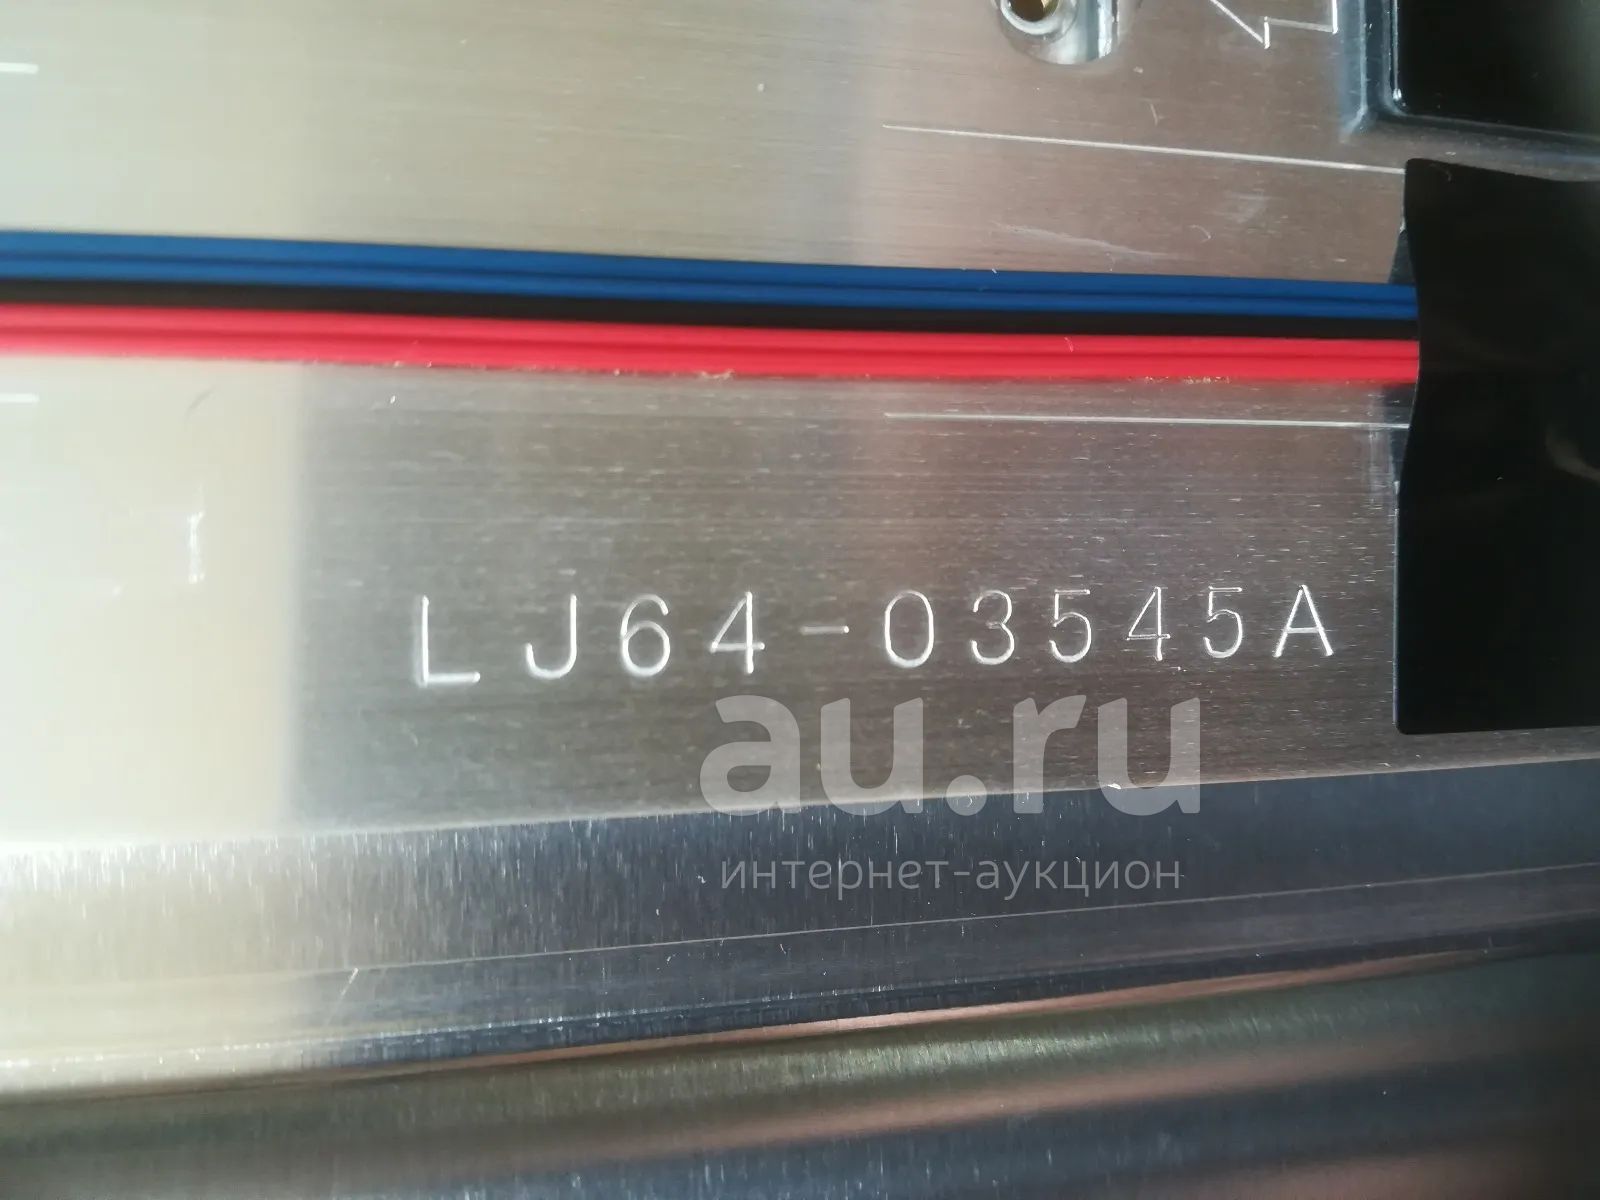 LJ64-03545A
au.ru
интернет-аукцион